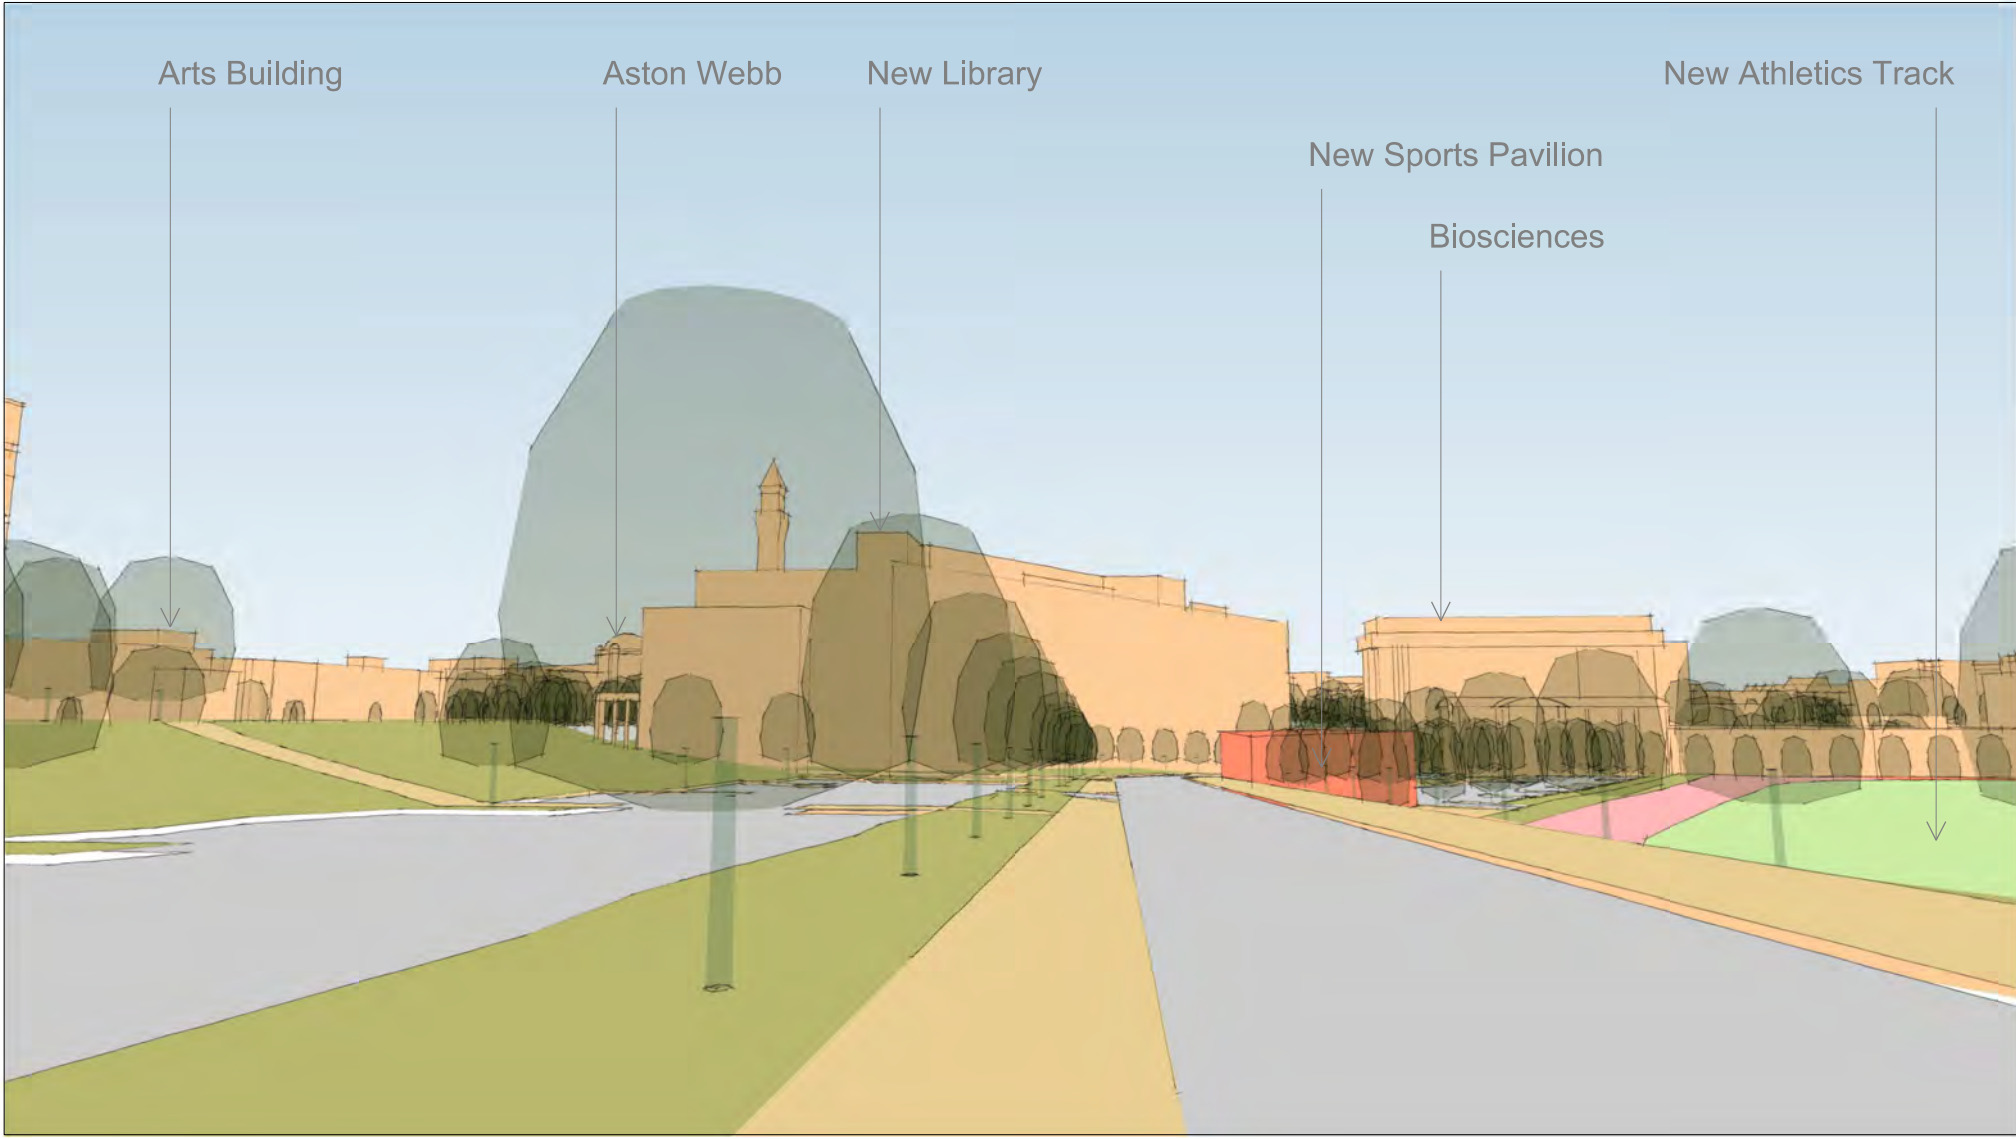 Arts Building
Aston Webb
New Library
New Athletics Track
New Sports Pavilion
Biosciences